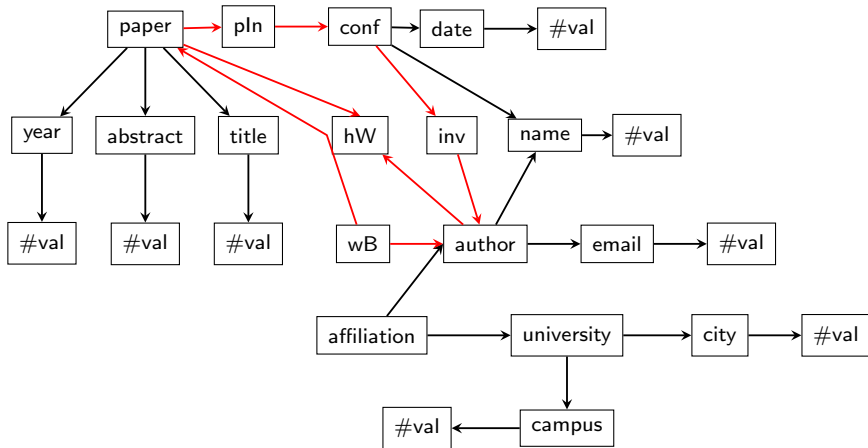 paper
pIn
conf
date
#val
year
abstract
title
hW
inv
name
#val
#val
#val
#val
wB
author
email
#val
affiliation
university
city
#val
#val
campus